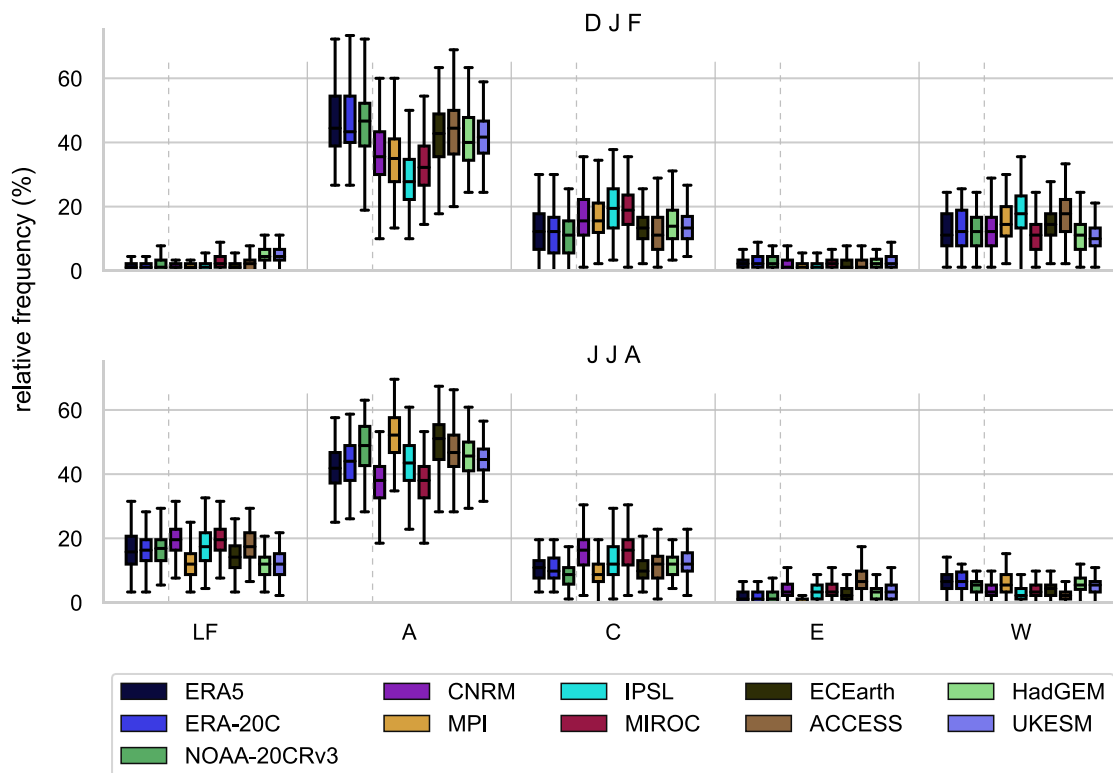 D J F
60
40
20
0
relative frequency (%)
J J A
60
40
20
0
LF A C E W
ERA5 CNRM IPSL ECEarth HadGEM
ERA-20C MPI MIROC ACCESS UKESM
NOAA-20CRv3